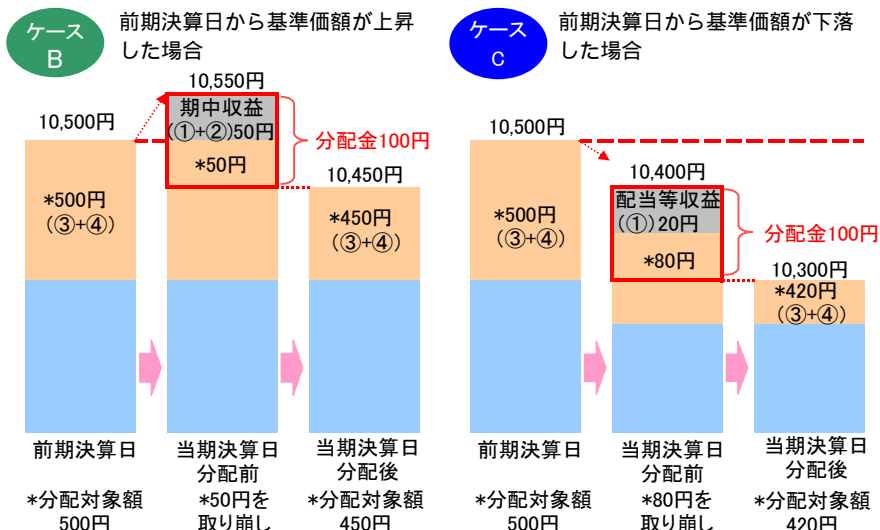 ケース
B
前期決算日から基準価額が上昇
した場合
10,550円
10,500円
期中収益
(①+②)50円
*50円
分配金100円
10,450円
*500円
(③+④)
*450円
(③+④)
前期決算日
当期決算日
分配前
当期決算日
分配後
*分配対象額
500円
*50円を
取り崩し
*分配対象額
450円
ケース
C
前期決算日から基準価額が下落
した場合
10,500円
10,400円
配当等収益
(①)20円
*80円
分配金100円
10,300円
*500円
(③+④)
*420円
(③+④)
前期決算日
当期決算日
分配前
当期決算日
分配後
*分配対象額
500円
*80円を
取り崩し
*分配対象額
420円